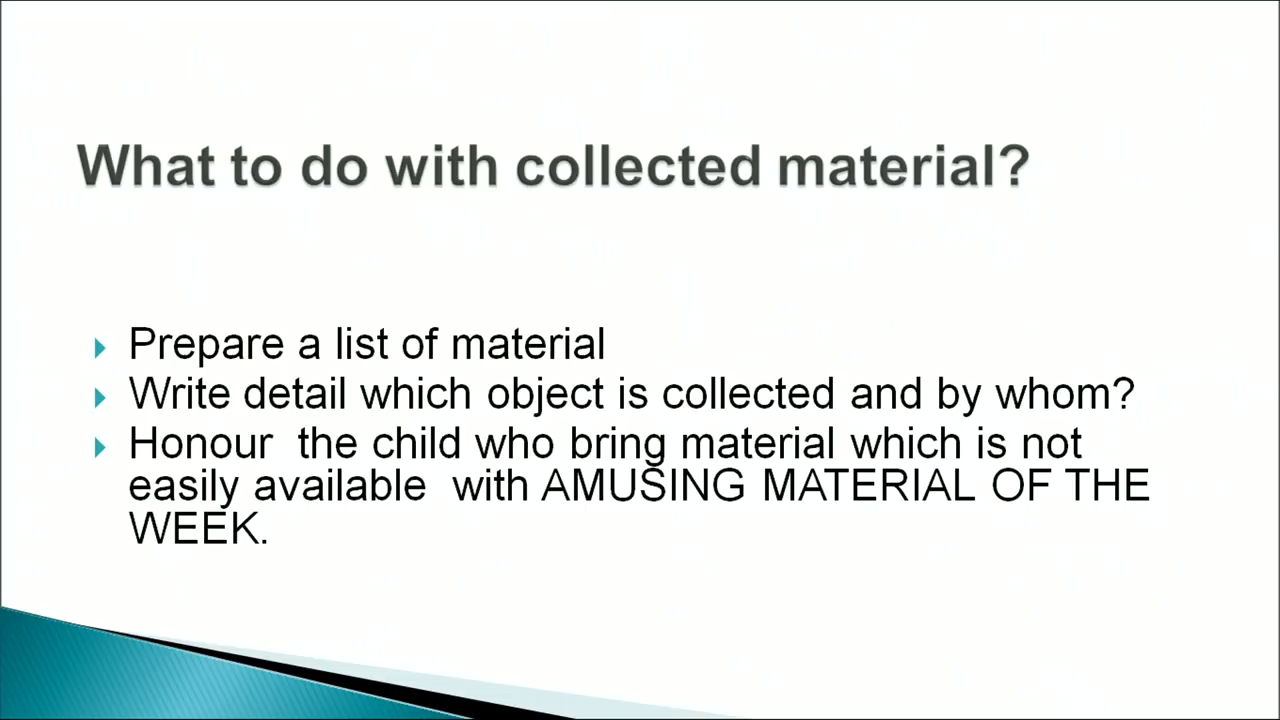 What to do with collected material?
Prepare a list of material
Write detail which object is collected and by whom?
Honour the child who bring material which is not
easily available with AMUSING MATERIAL OF THE
WEEK.